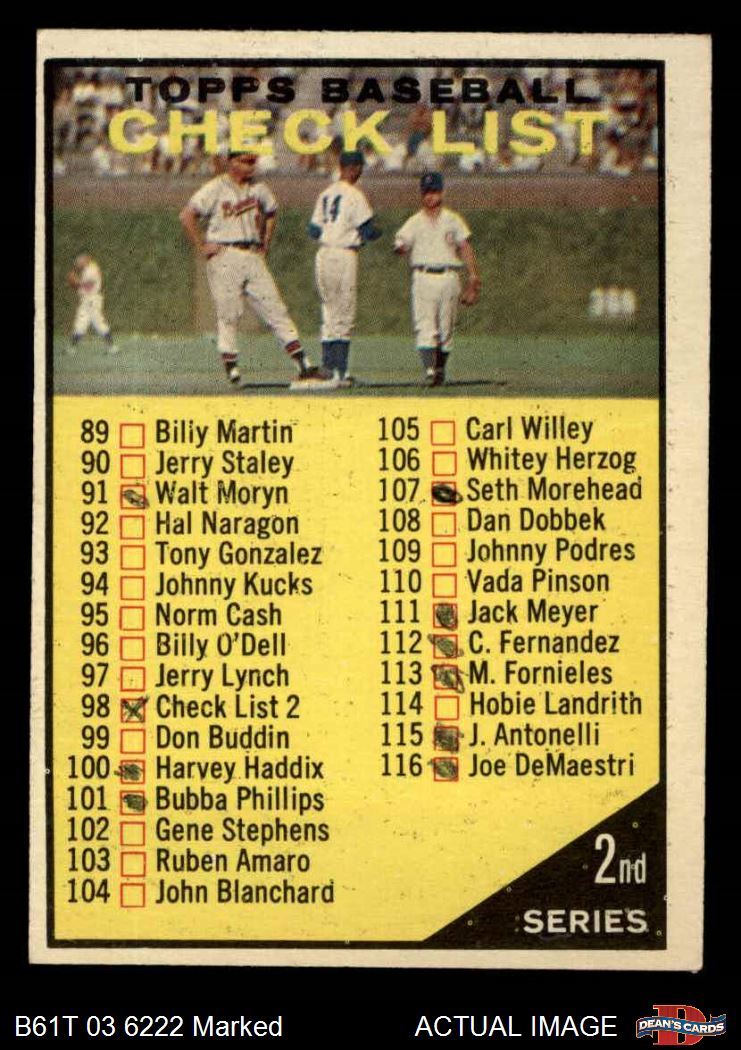 TOPPS BASEBALL
CHECK LIST
Braves
14
368
89 Billy Martin
90 Jerry Staley
91 Walt Moryn
92 Hal Naragon
93 Tony Gonzalez
94 Johnny Kucks
95 Norm Cash
96 Billy O'Dell
97 Jerry Lynch
98 Check List 2
99 Don Buddin
100 Harvey Haddix
101 Bubba Phillips
102 Gene Stephens
103 Ruben Amaro
104 John Blanchard
105 Carl Willey
106 Whitey Herzog
107 Seth Morehead
108 Dan Dobbek
109 Johnny Podres
110 Vada Pinson
111 Jack Meyer
112 C. Fernandez
113 M. Fornieles
114 Hobie Landrith
115 J. Antonelli
116 Joe DeMaestri
2nd
SERIES
B61T 03 6222 Marked
ACTUAL IMAGE
DEAN'S CARDS